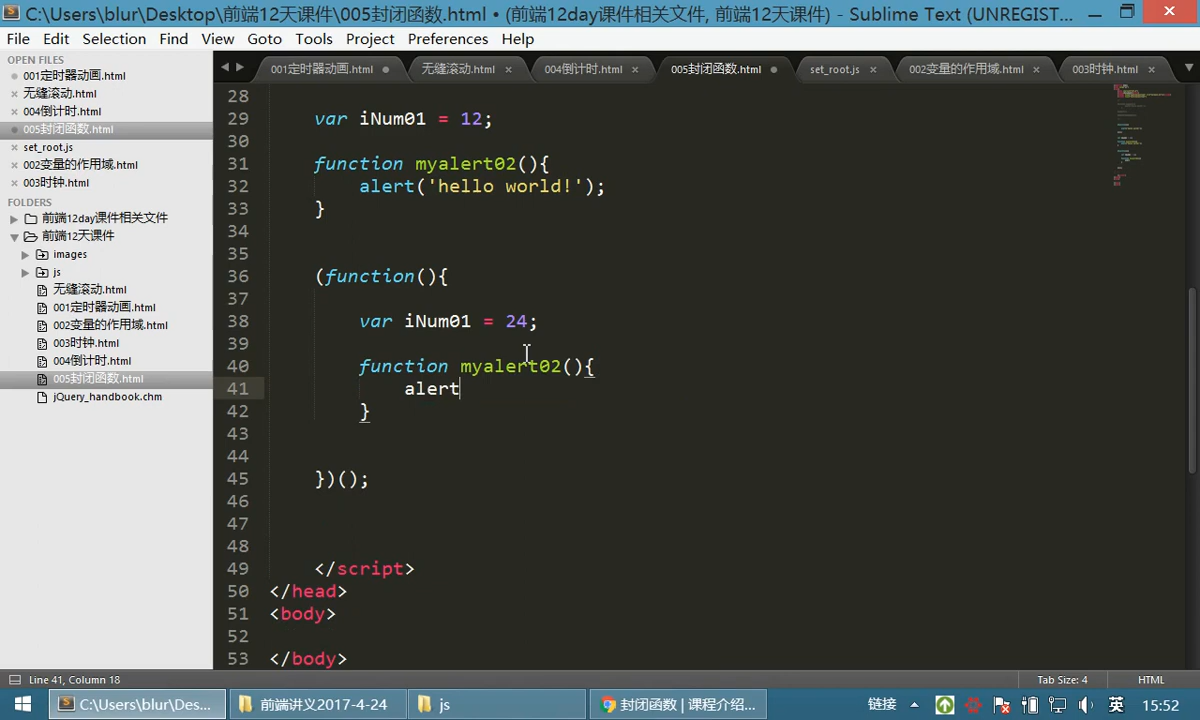 C:\Users\blur\Desktop\前端12天课件\005封闭函数.html • (前端12day课件相关文件, 前端12天课件) - Sublime Text (UNREGIST...
File Edit Selection Find View Goto Tools Project Preferences Help
OPEN FILES
001定时器动画.html
无缝滚动.html
004倒计时.html
005封闭函数.html
set_root.js
002变量的作用域.html
003时钟.html
FOLDERS
前端12day课件相关文件
前端12天课件
images
js
无缝滚动.html
001定时器动画.html
002变量的作用域.html
003时钟.html
004倒计时.html
005封闭函数.html
jQuery_handbook.chm
001定时器动画.html 无缝滚动.html 004倒计时.html 005封闭函数.html set_root.js 002变量的作用域.html 003时钟.html
28
29 var iNum01 = 12;
30
31 function myalert02(){
32 alert('hello world!');
33 }
34
35
36 (function(){
37
38 var iNum01 = 24;
39
40 function myalert02(){
41 alert
42 }
43
44
45 })();
46
47
48
49 </script>
50 </head>
51 <body>
52
53 </body>
Line 41, Column 18 Tab Size: 4 HTML
C:\Users\blur\Des... 前端讲义2017-4-24 js 封闭函数 | 课程介绍... 链接 英 15:52